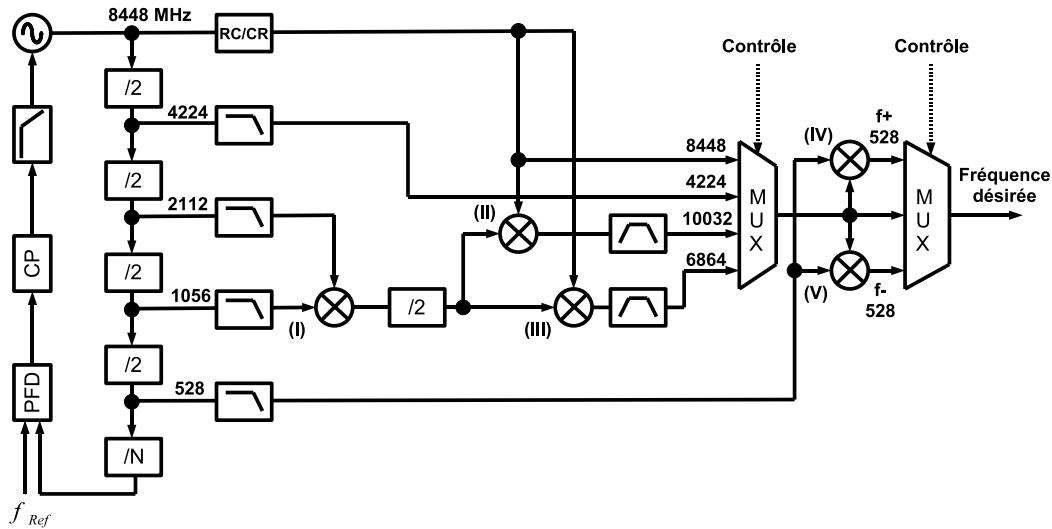 8448 MHz
RC/CR
Contrôle
Contrôle
/2
4224
8448
(IV)
f+
528
4224
/2
M
U
X
M
U
X
Fréquence
désirée
2112
(II)
10032
CP
/2
6864
1056
(I)
/2
(III)
(V)
f-
528
/2
PFD
528
/N
f Ref